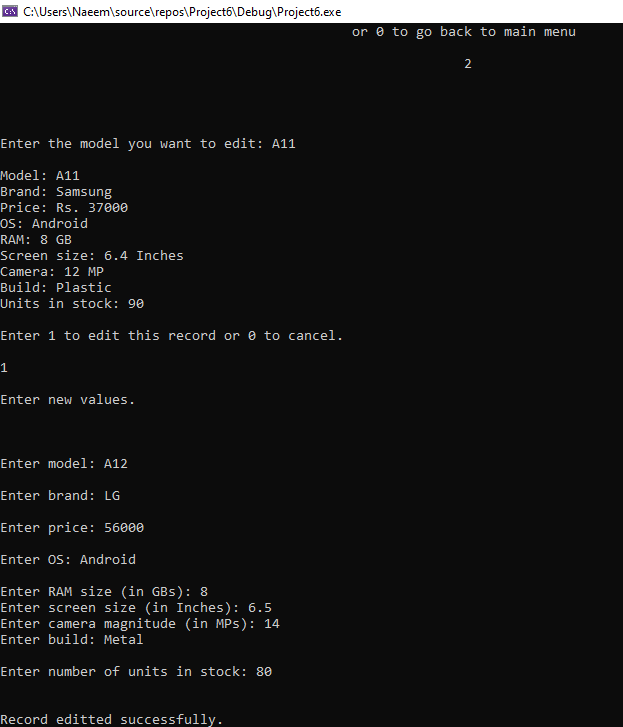 C:\Users\Naeem\source\repos\Project6\Debug\Project6.exe
or 0 to go back to main menu
2
Enter the model you want to edit: A11
Model: A11
Brand: Samsung
Price: Rs. 37000
OS: Android
RAM: 8 GB
Screen size: 6.4 Inches
Camera: 12 MP
Build: Plastic
Units in stock: 90
Enter 1 to edit this record or 0 to cancel.
1
Enter new values.
Enter model: A12
Enter brand: LG
Enter price: 56000
Enter OS: Android
Enter RAM size (in GBs): 8
Enter screen size (in Inches): 6.5
Enter camera magnitude (in MPs): 14
Enter build: Metal
Enter number of units in stock: 80
Record editted successfully.